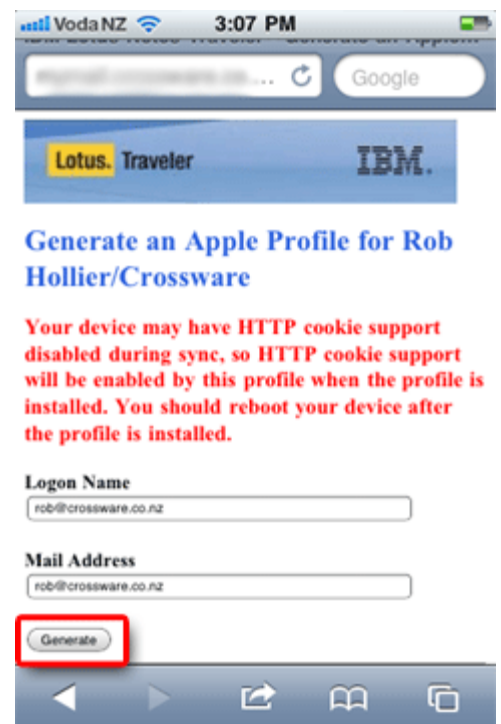 VodaNZ 3:07 PM
Google
Lotus. Traveler IBM.
Generate an Apple Profile for Rob
Hollier/Crossware
Your device may have HTTP cookie support
disabled during sync, so HTTP cookie support
will be enabled by this profile when the profile is
installed. You should reboot your device after
the profile is installed.
Logon Name
rob@crossware.co.nz
Mail Address
rob@crossware.co.nz
Generate